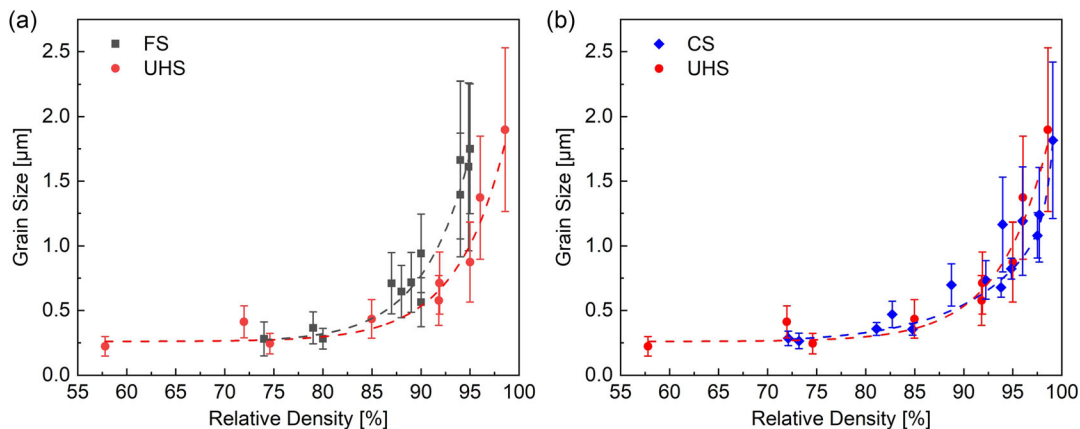 (a)
FS
UHS
2.5
2.0
1.5
1.0
0.5
0.0
Grain Size [µm]
55 60 65 70 75 80 85 90 95 100
Relative Density [%]
(b)
CS
UHS
2.5
2.0
1.5
1.0
0.5
0.0
Grain Size [µm]
55 60 65 70 75 80 85 90 95 100
Relative Density [%]